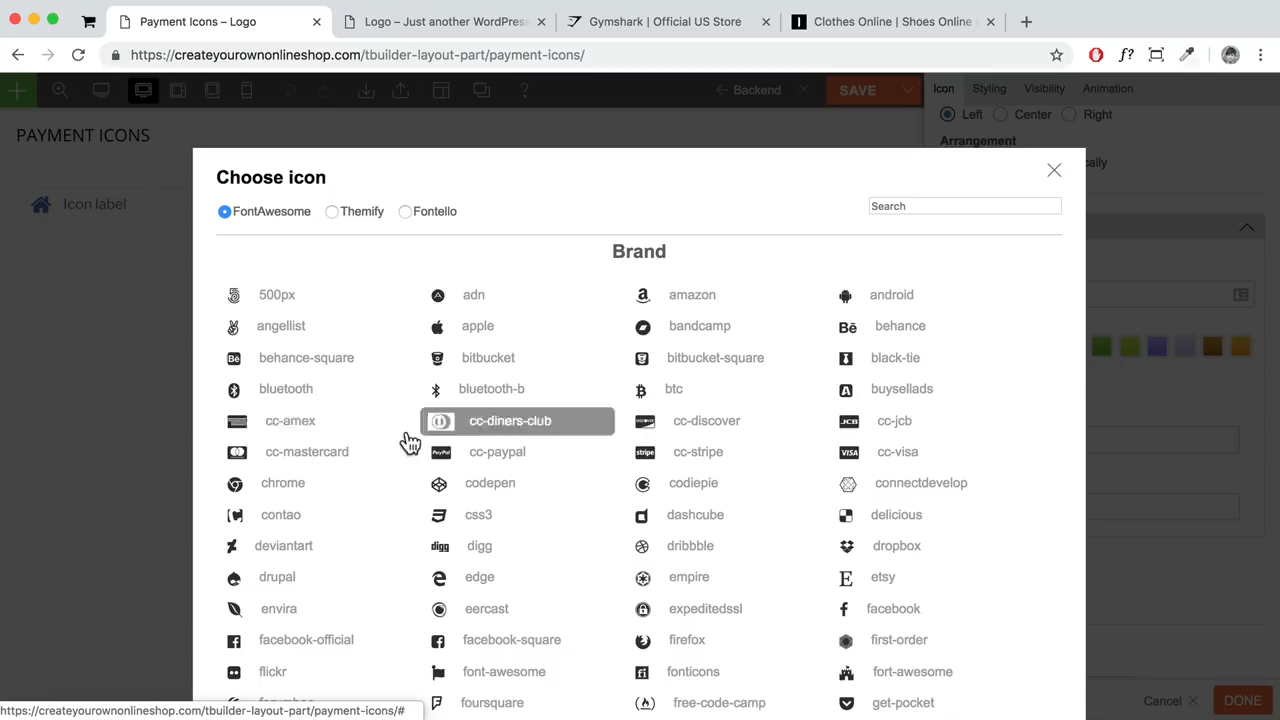 Payment Icons – Logo
Logo – Just another WordPress
Gymshark | Official US Store
Clothes Online | Shoes Online
https://createyourownonlineshop.com/tbuilder-layout-part/payment-icons/
f?
Backend
SAVE
Icon Styling Visibility Animation
PAYMENT ICONS
Left Center Right
Arrangement
Icon label
Choose icon
FontAwesome Themify Fontello
Search
Brand
500px adn amazon android
angellist apple bandcamp behance
behance-square bitbucket bitbucket-square black-tie
bluetooth bluetooth-b btc buysellads
cc-amex cc-diners-club cc-discover cc-jcb
cc-mastercard cc-paypal cc-stripe cc-visa
chrome codepen codiepie connectdevelop
contao css3 dashcube delicious
deviantart digg dribbble dropbox
drupal edge empire etsy
envira eercast expeditedssl facebook
facebook-official facebook-square firefox first-order
flickr font-awesome fonticons fort-awesome
foursquare free-code-camp get-pocket
Cancel DONE
https://createyourownonlineshop.com/tbuilder-layout-part/payment-icons/#